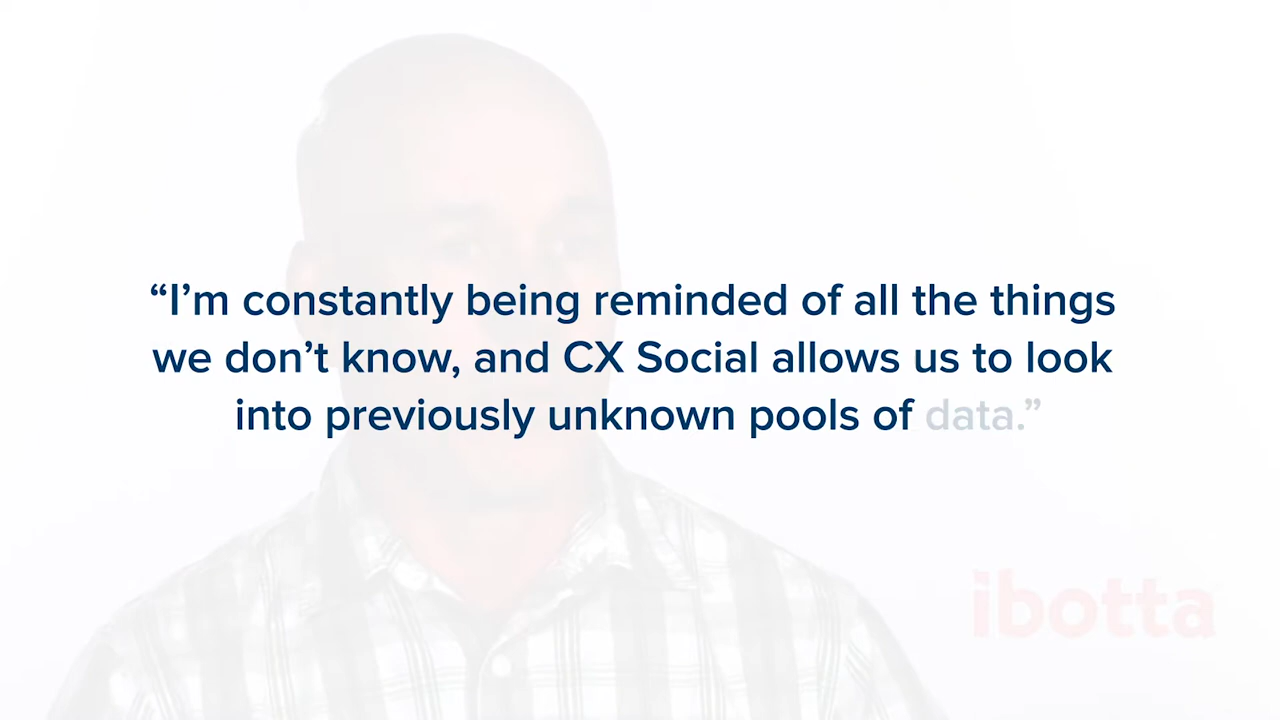 “I’m constantly being reminded of all the things
we don’t know, and CX Social allows us to look
into previously unknown pools of data.”
ibotta